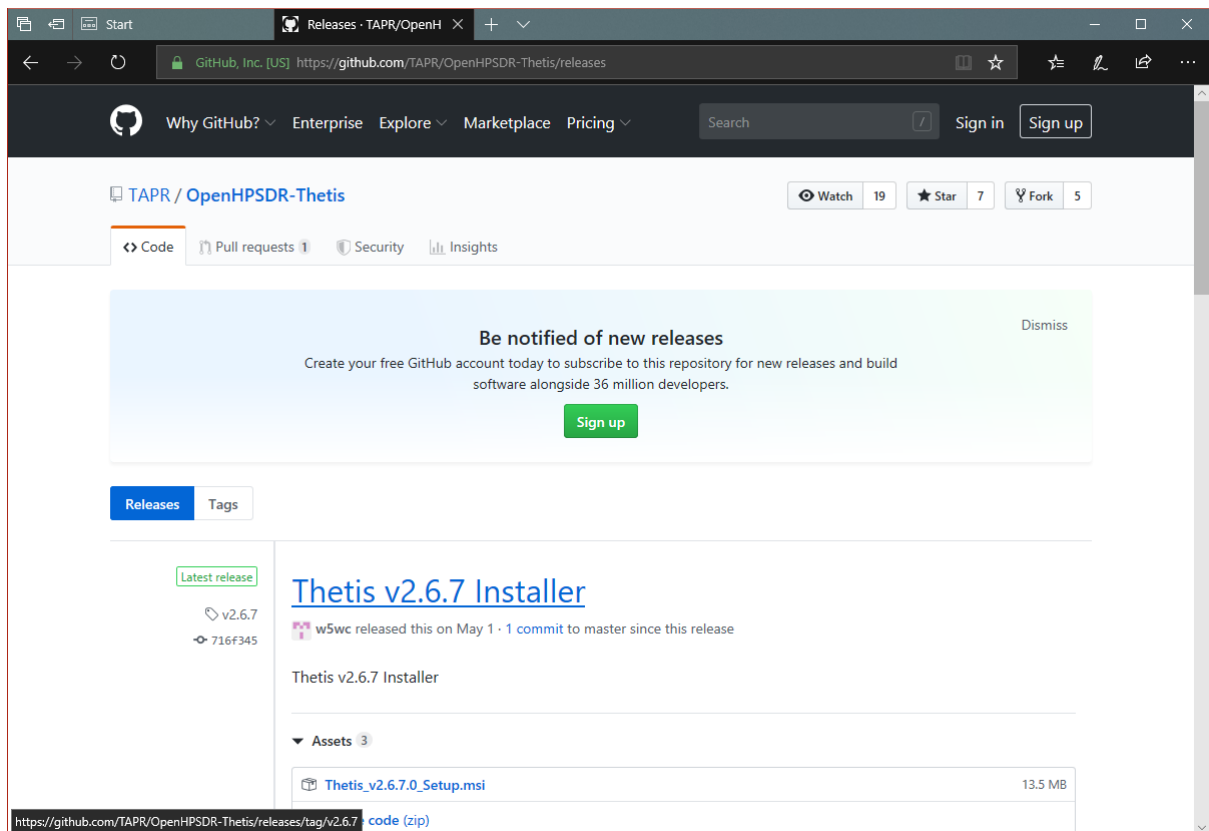 Start
Releases · TAPR/OpenH
GitHub, Inc. [US] https://github.com/TAPR/OpenHPSDR-Thetis/releases
Why GitHub? Enterprise Explore Marketplace Pricing Search / Sign in Sign up
TAPR / OpenHPSDR-Thetis Watch 19 Star 7 Fork 5
Code Pull requests 1 Security Insights
Dismiss
Be notified of new releases
Create your free GitHub account today to subscribe to this repository for new releases and build
software alongside 36 million developers.
Sign up
Releases Tags
Latest release
v2.6.7
716f345
Thetis v2.6.7 Installer
w5wc released this on May 1 · 1 commit to master since this release
Thetis v2.6.7 Installer
Assets 3
Thetis_v2.6.7.0_Setup.msi 13.5 MB
code (zip)
https://github.com/TAPR/OpenHPSDR-Thetis/releases/tag/v2.6.7